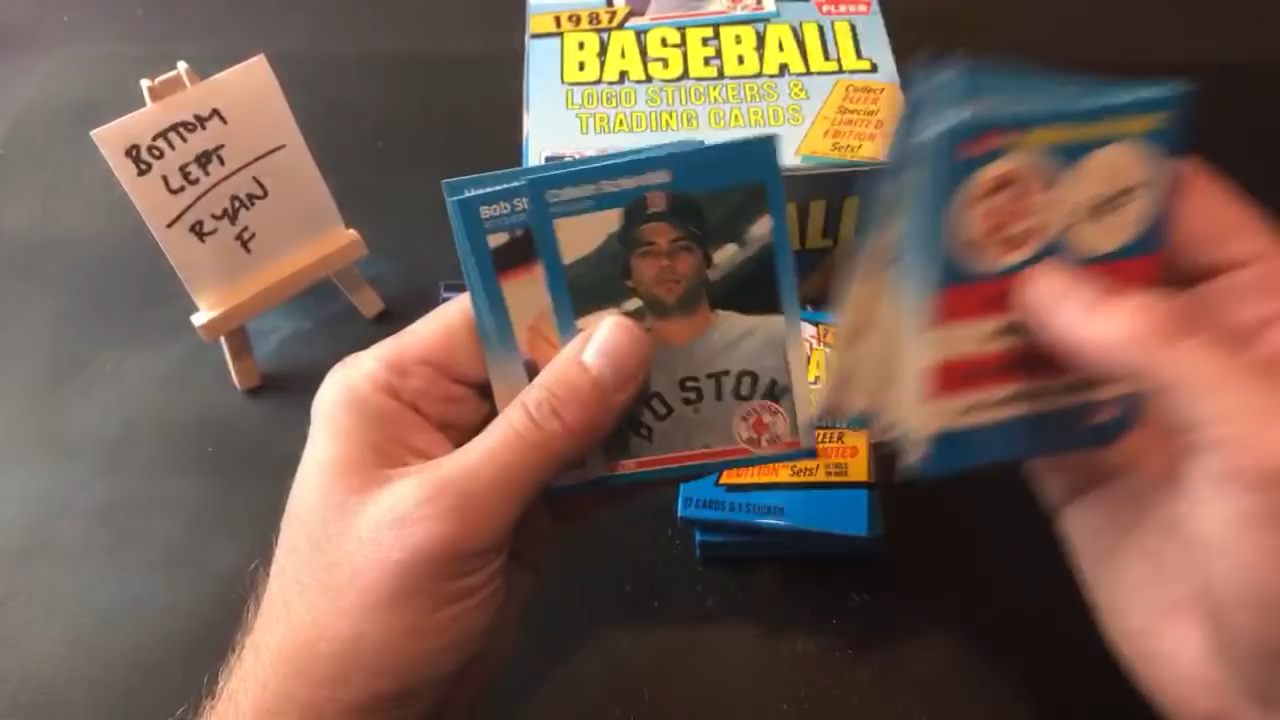 BOTTOM
LEFT
RYAN
F
1987
FLEER
BASEBALL
LOGO STICKERS &
TRADING CARDS
Collect
FLEER
Special
"LIMITED
EDITION"
Sets!
Bob St
BOSTON
EDITION" Sets!
17 CARDS & 1 STICKER